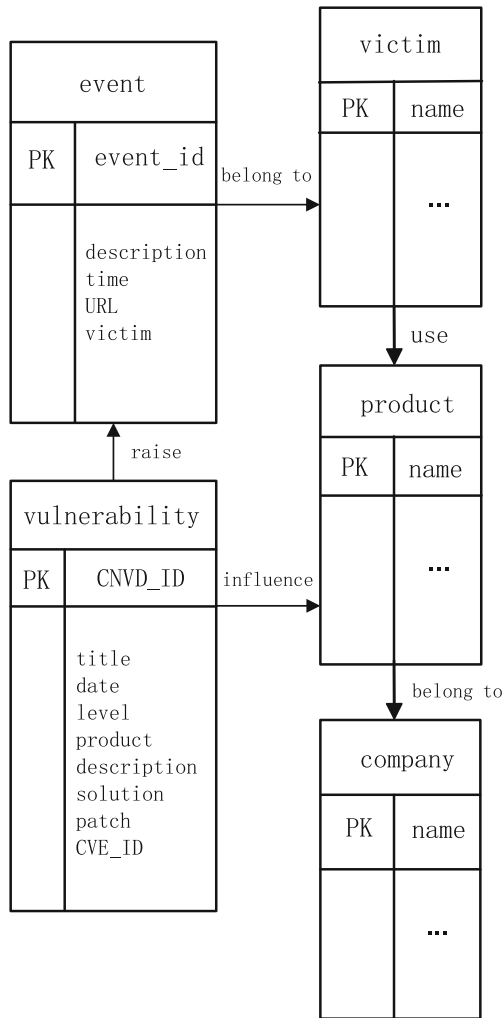 victim
PK name
...
event
PK event_id
description
time
URL
victim
belong to
use
product
PK name
...
raise
vulnerability
PK CNVD_ID
title
date
level
product
description
solution
patch
CVE_ID
influence
belong to
company
PK name
...